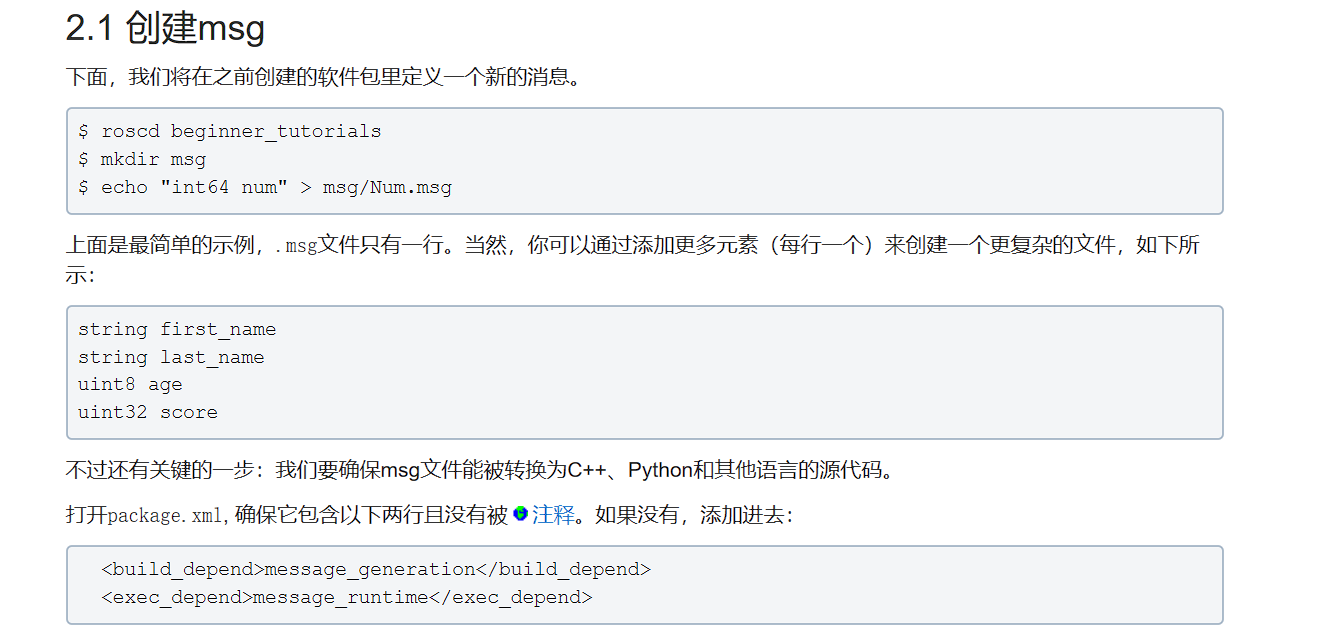 2.1 创建msg
下面，我们将在之前创建的软件包里定义一个新的消息。
$ roscd beginner_tutorials
$ mkdir msg
$ echo "int64 num" > msg/Num.msg
上面是最简单的示例，.msg文件只有一行。当然，你可以通过添加更多元素（每行一个）来创建一个更复杂的文件，如下所
示：
string first_name
string last_name
uint8 age
uint32 score
不过还有关键的一步：我们要确保msg文件能被转换为C++、Python和其他语言的源代码。
打开package.xml, 确保它包含以下两行且没有被 注释。如果没有，添加进去：
<build_depend>message_generation</build_depend>
<exec_depend>message_runtime</exec_depend>